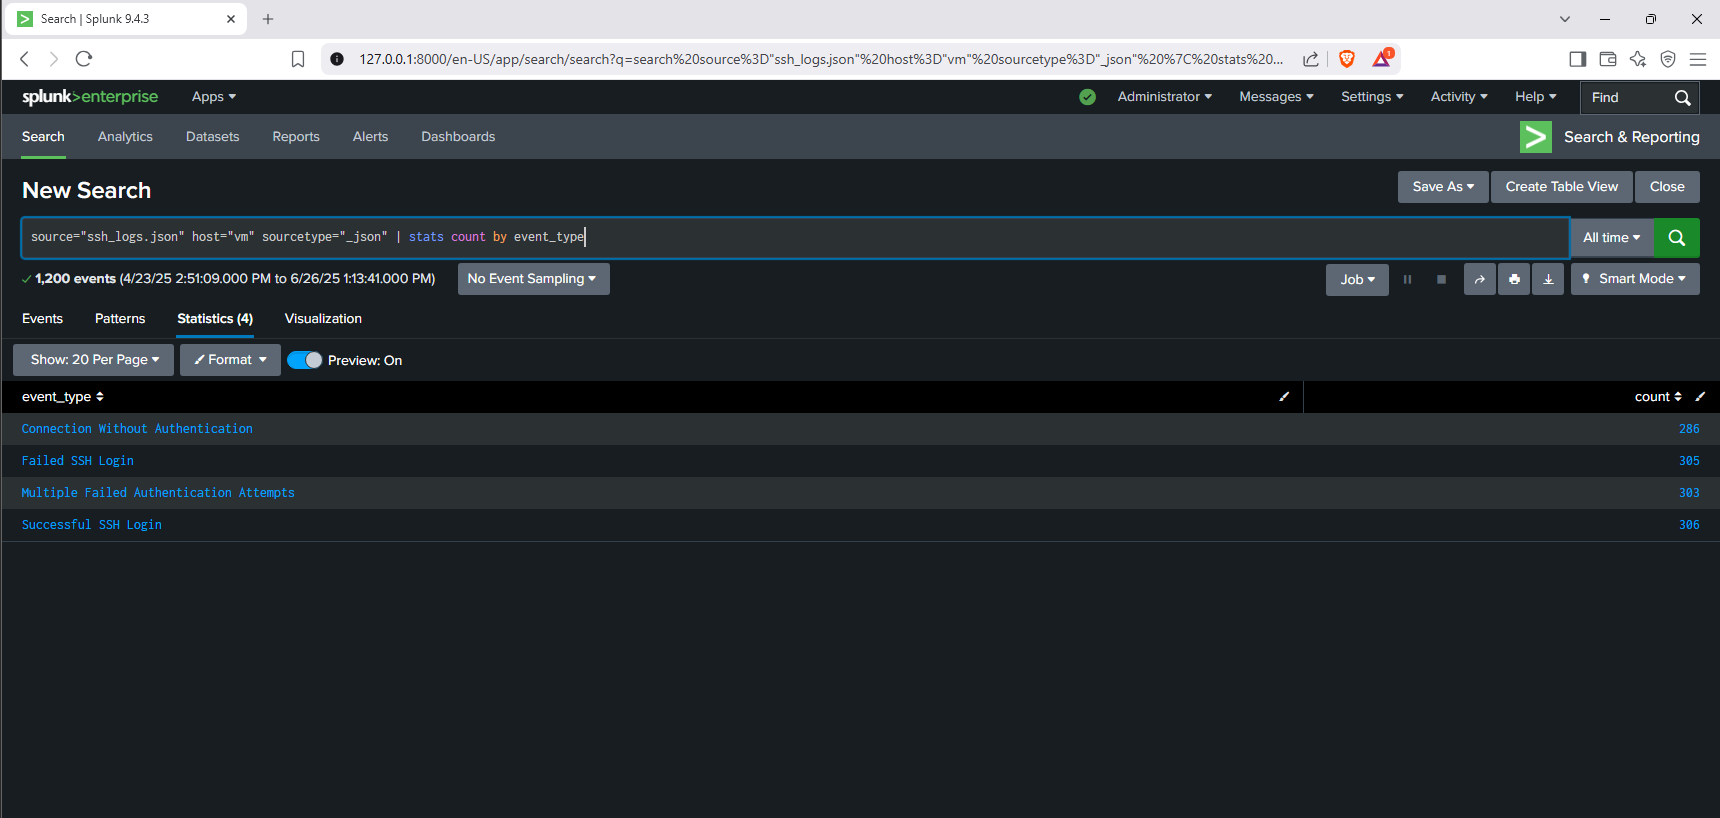 Search | Splunk 9.4.3
127.0.0.1:8000/en-US/app/search/search?q=search%20source%3D"ssh_logs.json"%20host%3D"vm"%20sourcetype%3D"_json"%20%7C%20stats%20...
1
splunk>enterprise Apps Administrator Messages Settings Activity Help Find
Search Analytics Datasets Reports Alerts Dashboards Search & Reporting
New Search Save As Create Table View Close
source="ssh_logs.json" host="vm" sourcetype="_json" | stats count by event_type All time
1,200 events (4/23/25 2:51:09.000 PM to 6/26/25 1:13:41.000 PM) No Event Sampling Job Smart Mode
Events Patterns Statistics (4) Visualization
Show: 20 Per Page Format Preview: On
event_type count
Connection Without Authentication 286
Failed SSH Login 305
Multiple Failed Authentication Attempts 303
Successful SSH Login 306